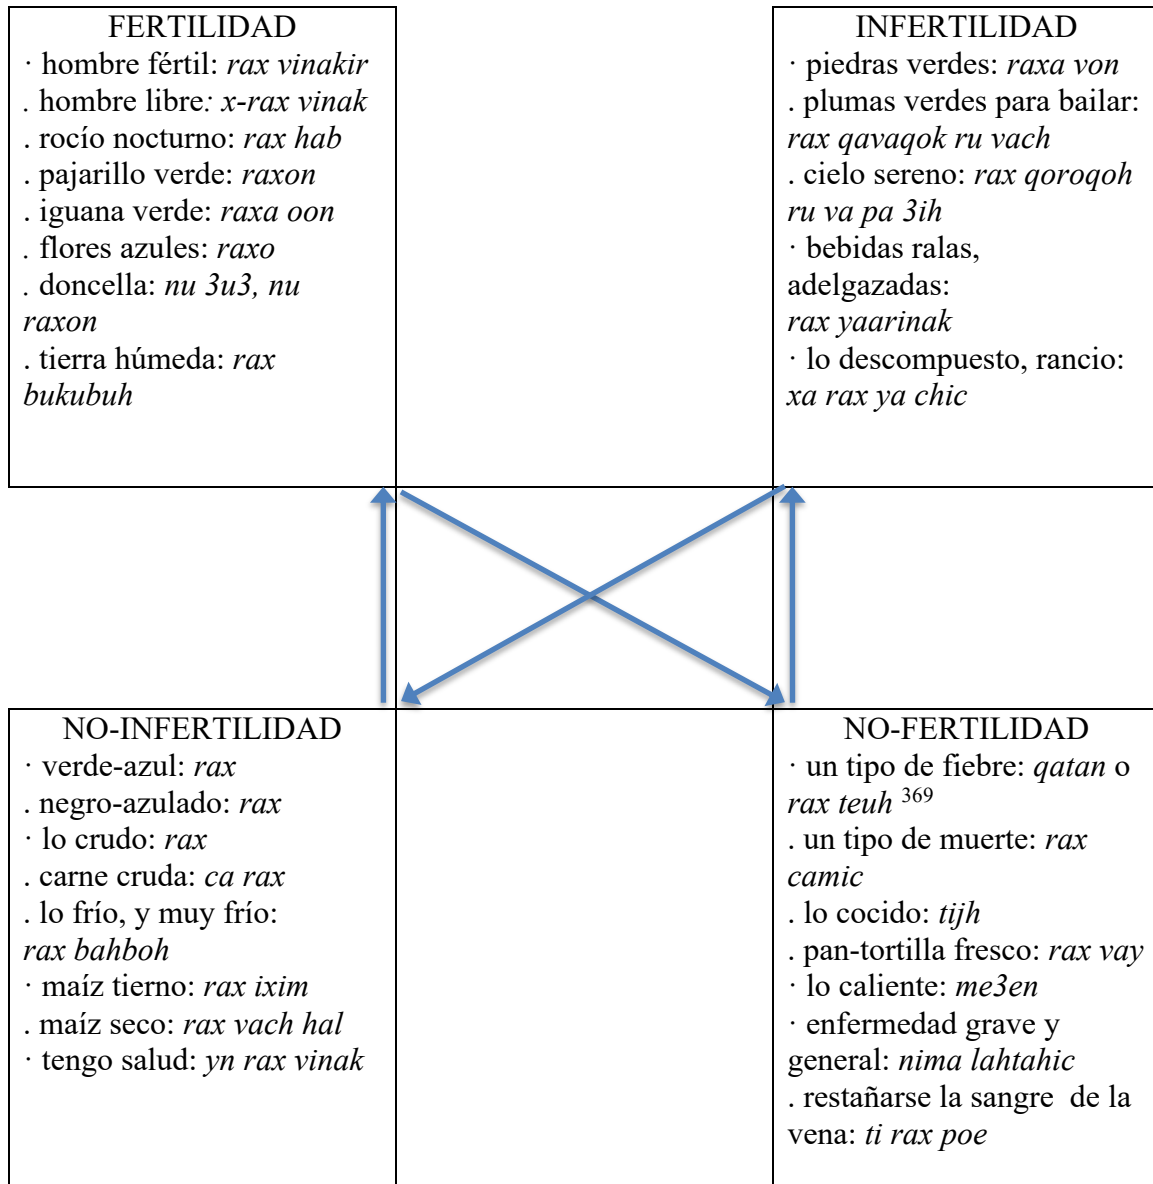 FERTILIDAD
· hombre fértil: rax vinakir
. hombre libre: x-rax vinak
. rocío nocturno: rax hab
. pajarillo verde: raxon
. iguana verde: raxa oon
. flores azules: raxo
. doncella: nu 3u3, nu
raxon
. tierra húmeda: rax
bukubuh
INFERTILIDAD
· piedras verdes: raxa von
. plumas verdes para bailar:
rax qavaqok ru vach
. cielo sereno: rax qoroqoh
ru va pa 3ih
· bebidas ralas,
adelgazadas:
rax yaarinak
· lo descompuesto, rancio:
xa rax ya chic
NO-INFERTILIDAD
· verde-azul: rax
. negro-azulado: rax
· lo crudo: rax
. carne cruda: ca rax
. lo frío, y muy frío:
rax bahboh
· maíz tierno: rax ixim
. maíz seco: rax vach hal
· tengo salud: yn rax vinak
NO-FERTILIDAD
· un tipo de fiebre: qatan o
rax teuh 369
. un tipo de muerte: rax
camic
. lo cocido: tijh
. pan-tortilla fresco: rax vay
· lo caliente: me3en
· enfermedad grave y
general: nima lahtahic
. restañarse la sangre de la
vena: ti rax poe